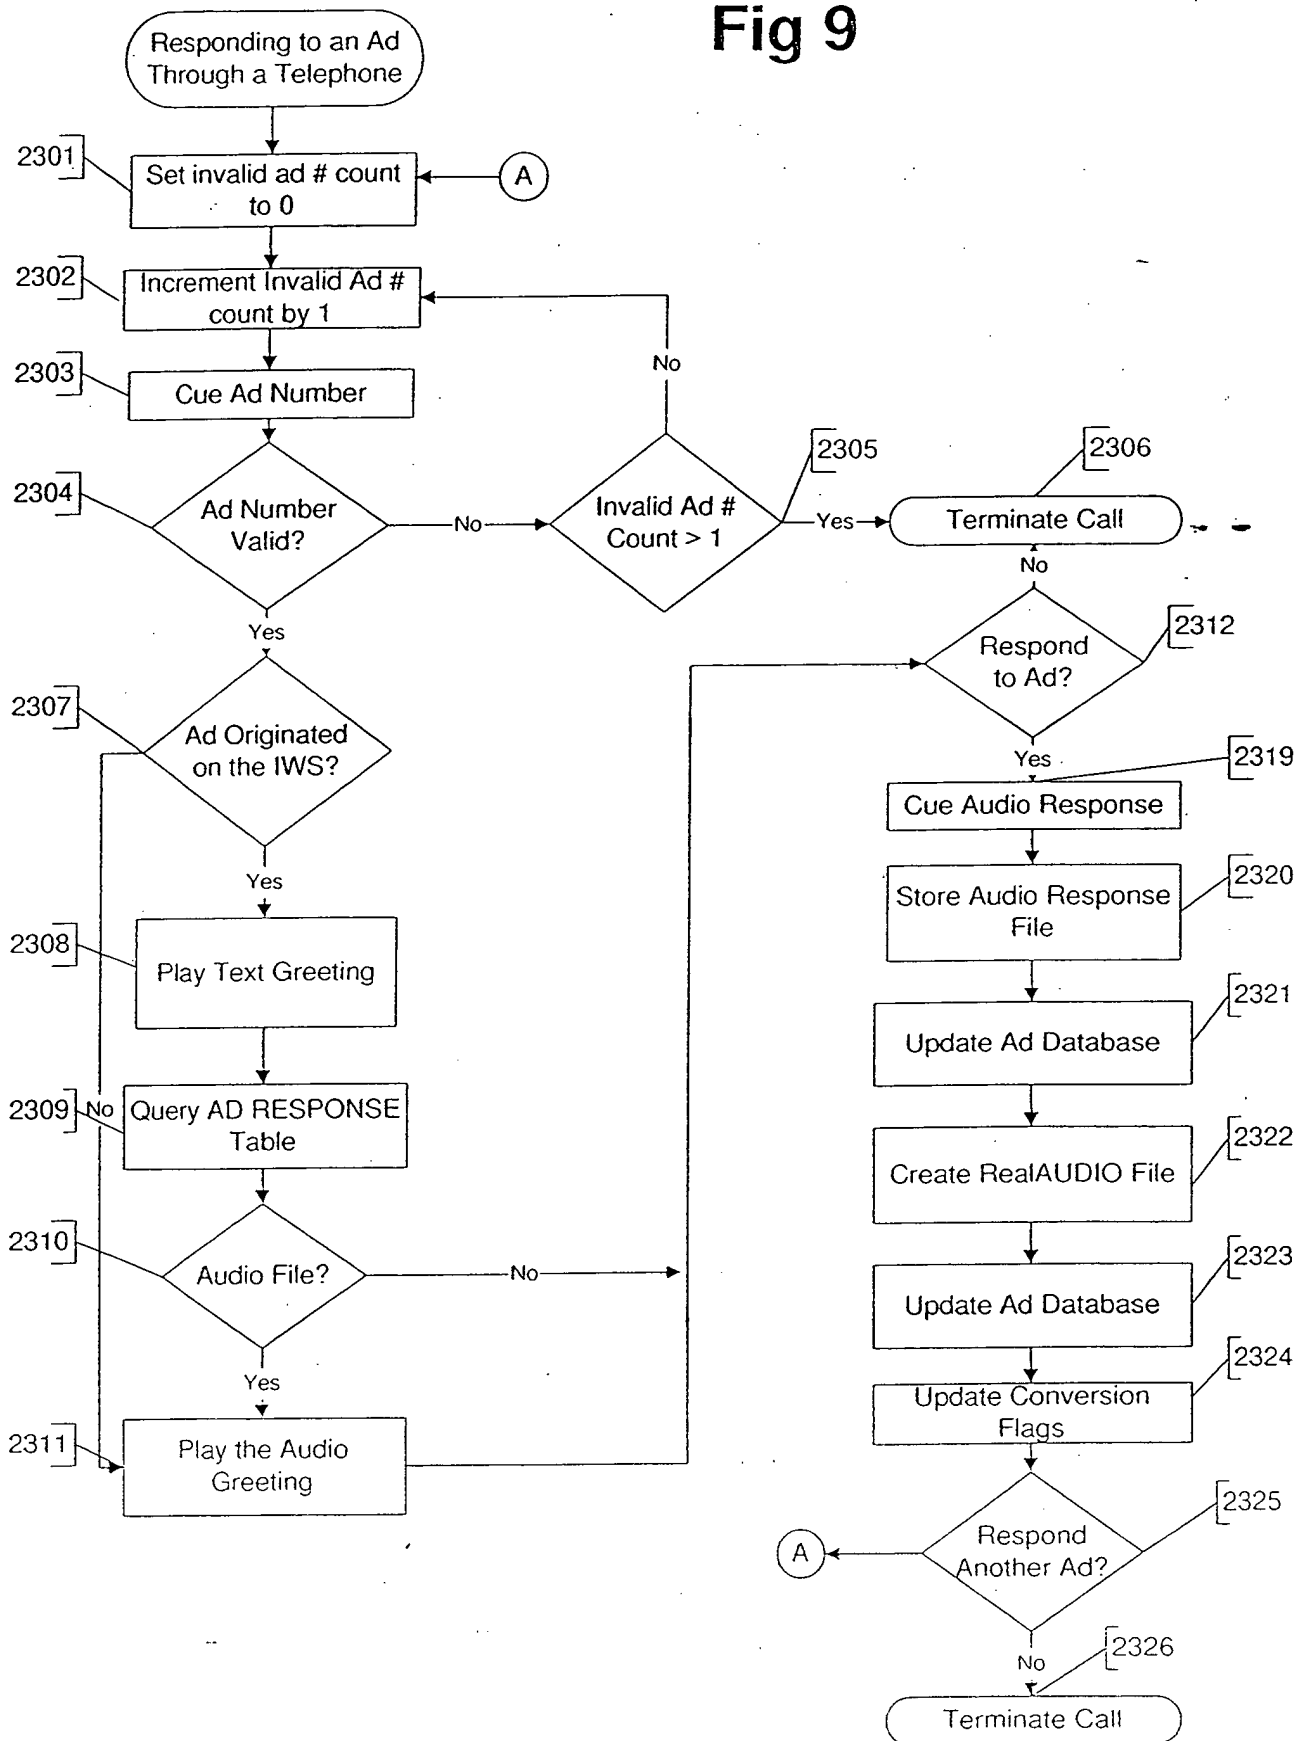 Fig 9
Responding to an Ad
Through a Telephone
2301
Set invalid ad # count
to 0
A
2302
Increment Invalid Ad #
count by 1
No
2303
Cue Ad Number
2304
Ad Number
Valid?
No
2305
Invalid Ad #
Count > 1
Yes
2306
Terminate Call
No
2312
Respond
to Ad?
Yes
Yes
2307
Ad Originated
on the IWS?
Yes
2308
Play Text Greeting
2309
No
Query AD RESPONSE
Table
2310
Audio File?
No
Yes
2311
Play the Audio
Greeting
2319
Cue Audio Response
2320
Store Audio Response
File
2321
Update Ad Database
2322
Create RealAUDIO File
2323
Update Ad Database
2324
Update Conversion
Flags
2325
Respond
Another Ad?
A
No
2326
Terminate Call